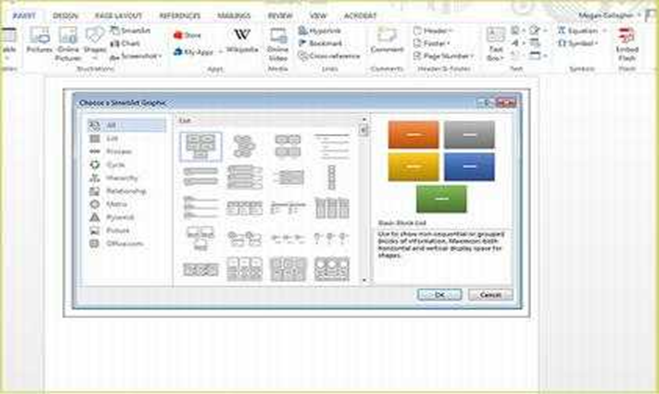 INSERT DESIGN PAGE LAYOUT REFERENCES MAILINGS REVIEW VIEW ACROBAT Megan Gallagher
Pictures Online Pictures Shapes SmartArt Chart Screenshot
Store My Apps Wikipedia
Online Video
Hyperlink Bookmark Cross-reference
Comment
Header Footer Page Number
Text Box
Equation Symbol
Embed Flash
Illustrations Apps Media Links Comments Header & Footer Text Symbols Flash
Choose a SmartArt Graphic
All
List
Process
Cycle
Hierarchy
Relationship
Matrix
Pyramid
Picture
Office.com
List
Basic Block List
Use to show non-sequential or grouped
blocks of information. Maximizes both
horizontal and vertical display space for
shapes.
OK Cancel